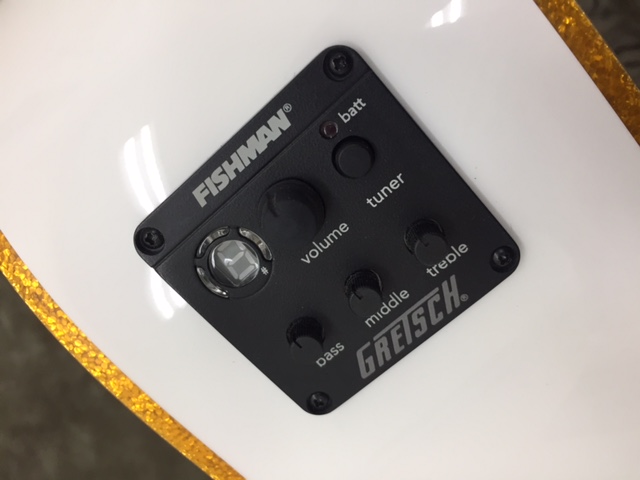 FISHMAN®
batt
volume
tuner
bass
middle
treble
GRETSCH®